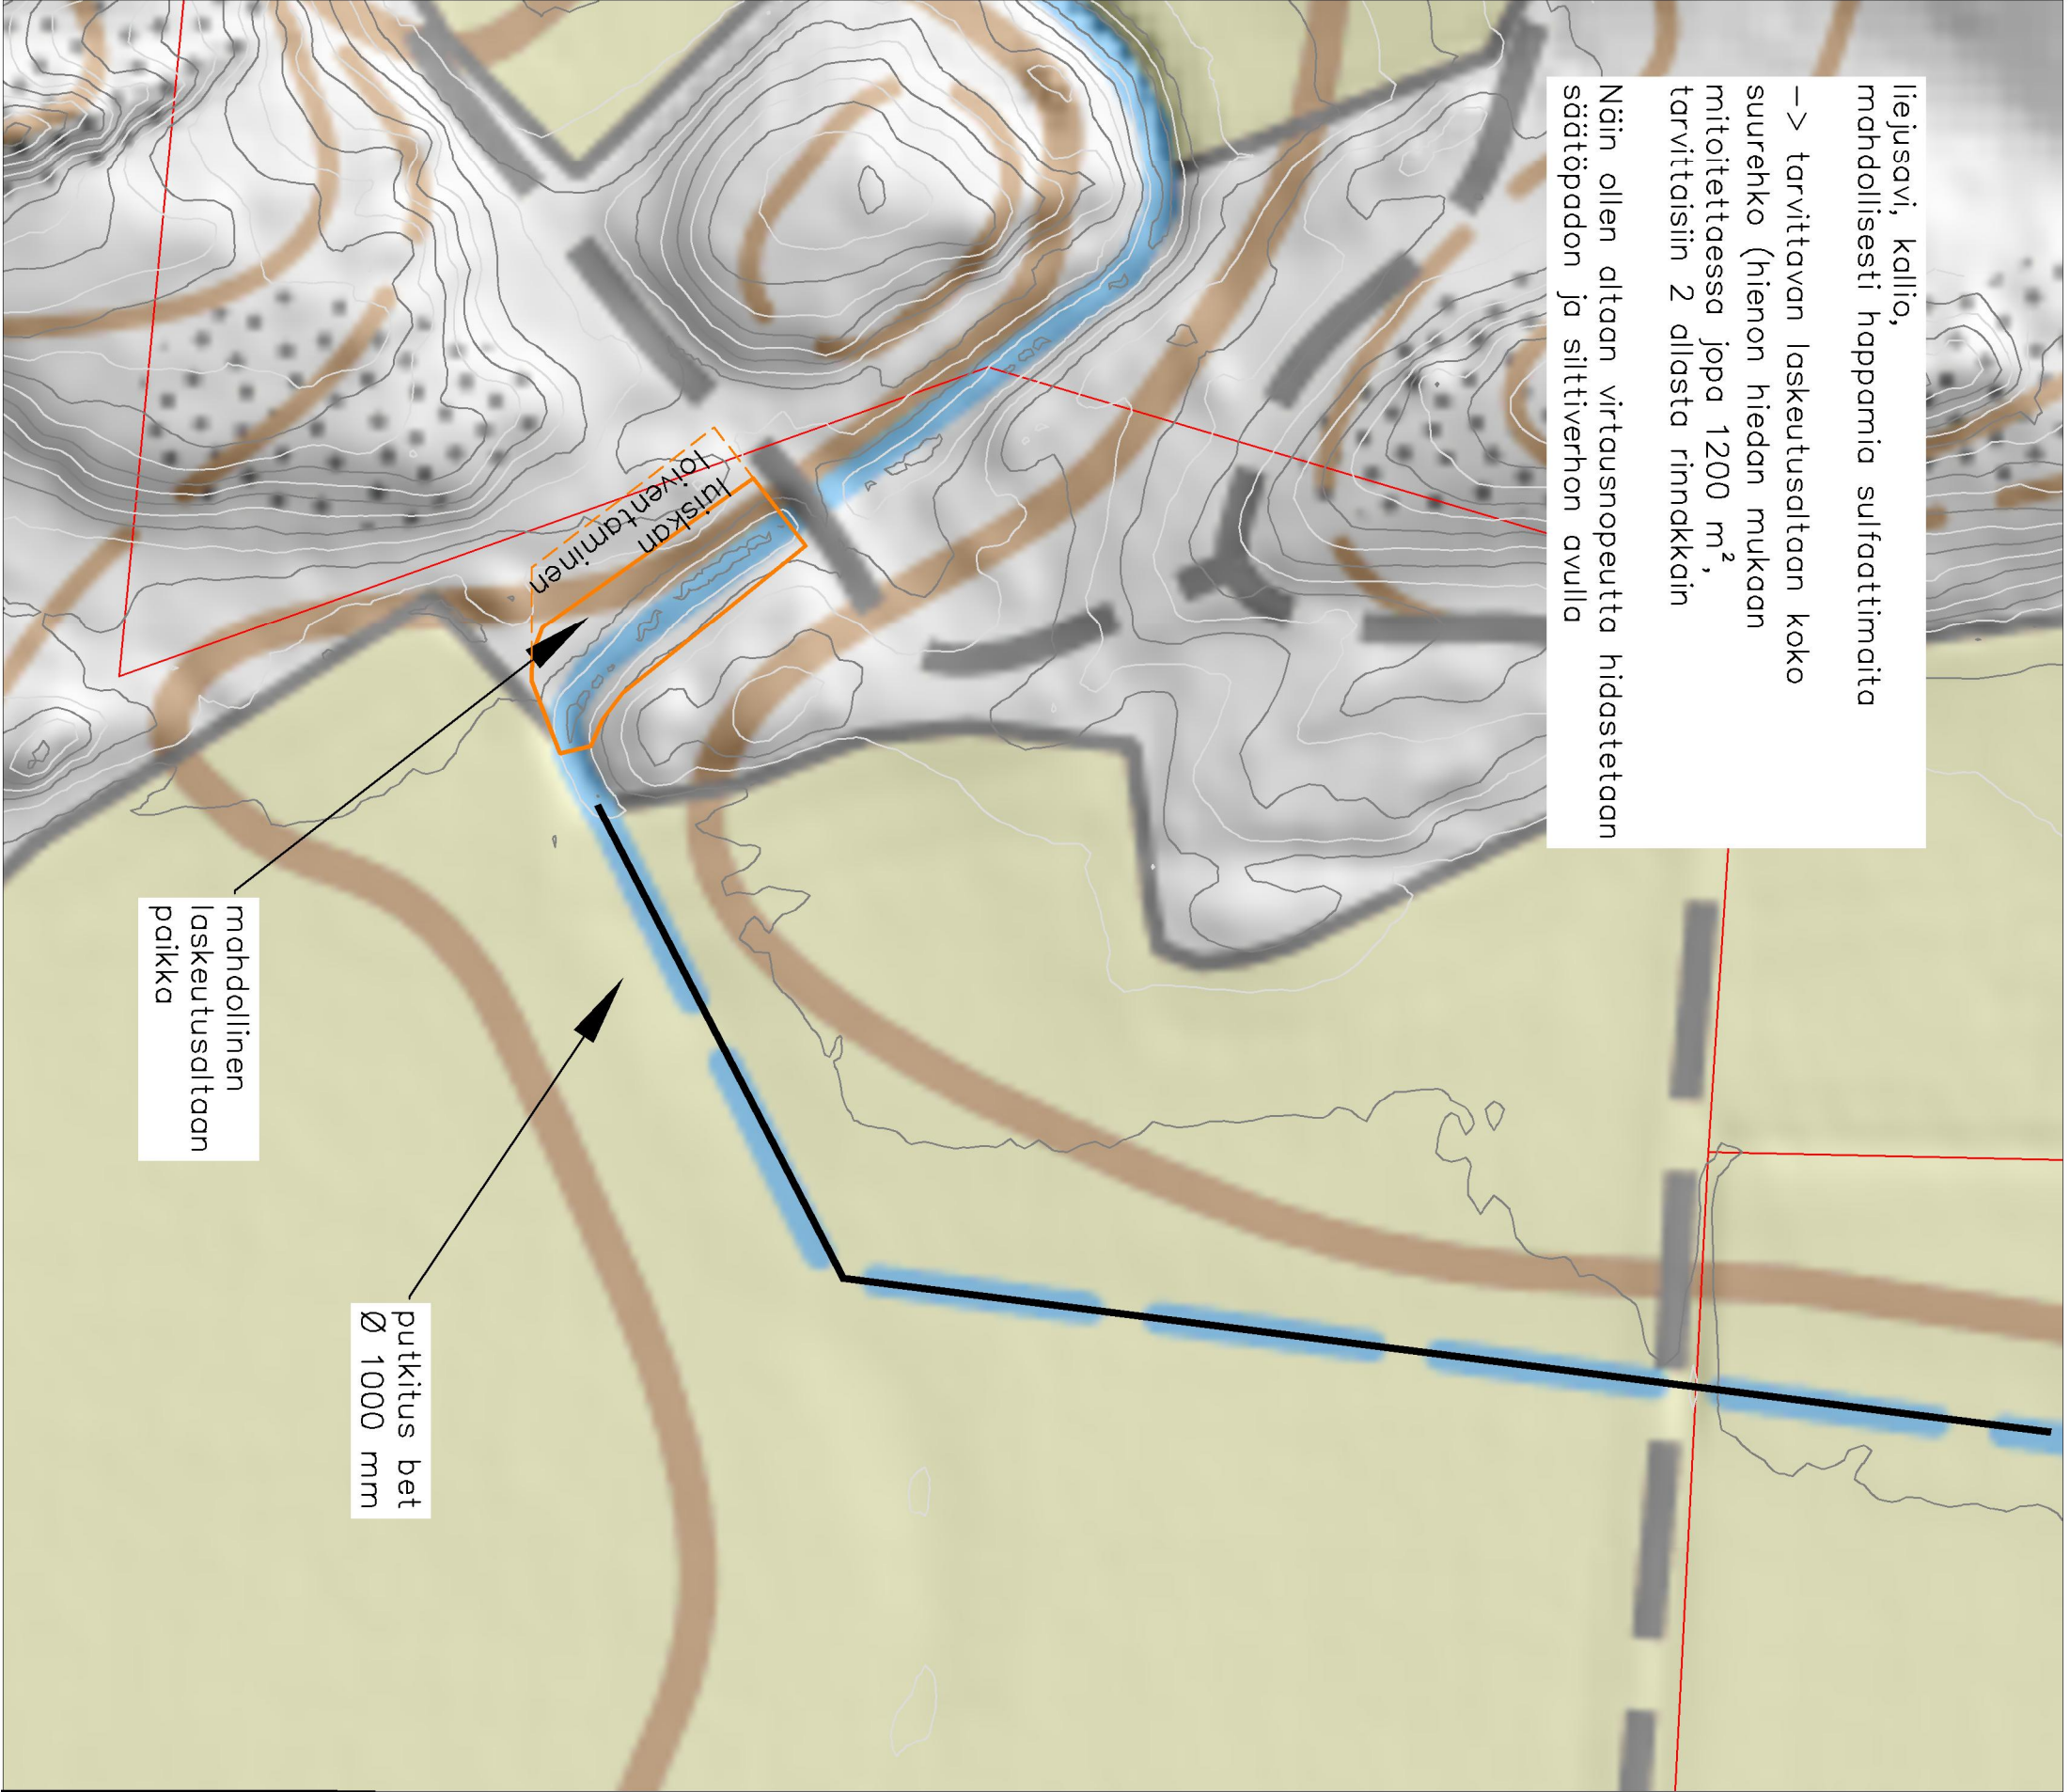 liejusavi, kallio,
mahdollisesti happamia sulfaattimaita
-> tarvittavan laskeutusaltaan koko
suurehko (hienon hiedan mukaan
mitoitettaessa jopa 1200 m²,
tarvittaisiin 2 allasta rinnakkain
Näin ollen altaan virtausnopeutta hidastetaan
säätöpadon ja silttiverhon avulla
luiskan
loiventaminen
mahdollinen
laskeutusaltaan
paikka
putkitus bet
Ø 1000 mm